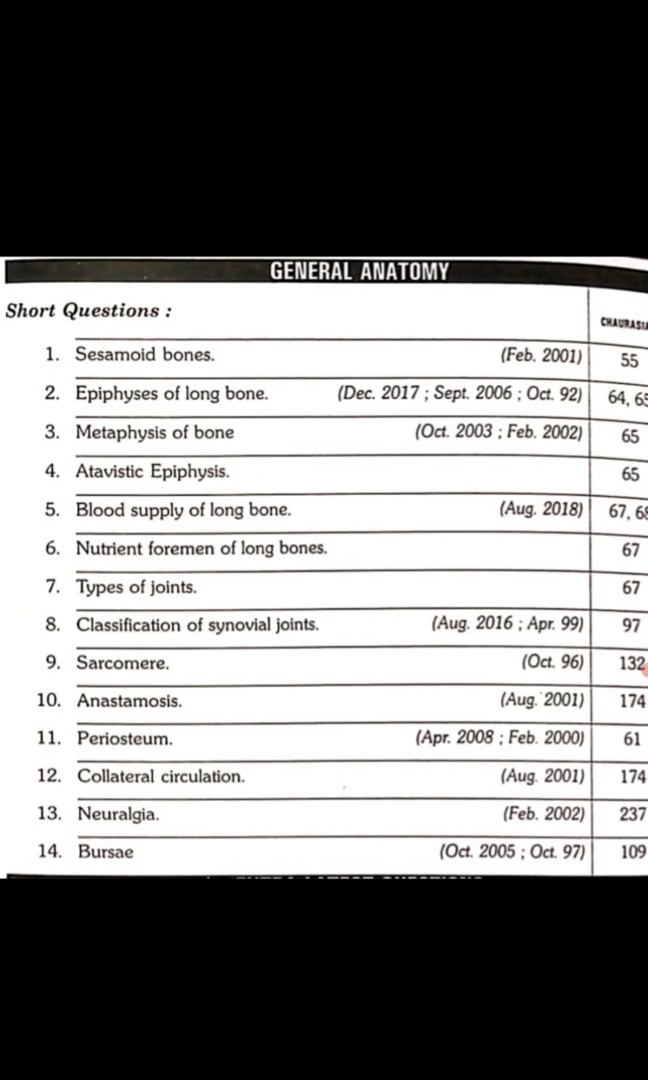 GENERAL ANATOMY
Short Questions :
CHAURASIA
1. Sesamoid bones. (Feb. 2001) 55
2. Epiphyses of long bone. (Dec. 2017 ; Sept. 2006 ; Oct. 92) 64, 65
3. Metaphysis of bone (Oct. 2003 ; Feb. 2002) 65
4. Atavistic Epiphysis. 65
5. Blood supply of long bone. (Aug. 2018) 67, 68
6. Nutrient foremen of long bones. 67
7. Types of joints. 67
8. Classification of synovial joints. (Aug. 2016 ; Apr. 99) 97
9. Sarcomere. (Oct. 96) 132
10. Anastamosis. (Aug. 2001) 174
11. Periosteum. (Apr. 2008 ; Feb. 2000) 61
12. Collateral circulation. (Aug. 2001) 174
13. Neuralgia. (Feb. 2002) 237
14. Bursae (Oct. 2005 ; Oct. 97) 109